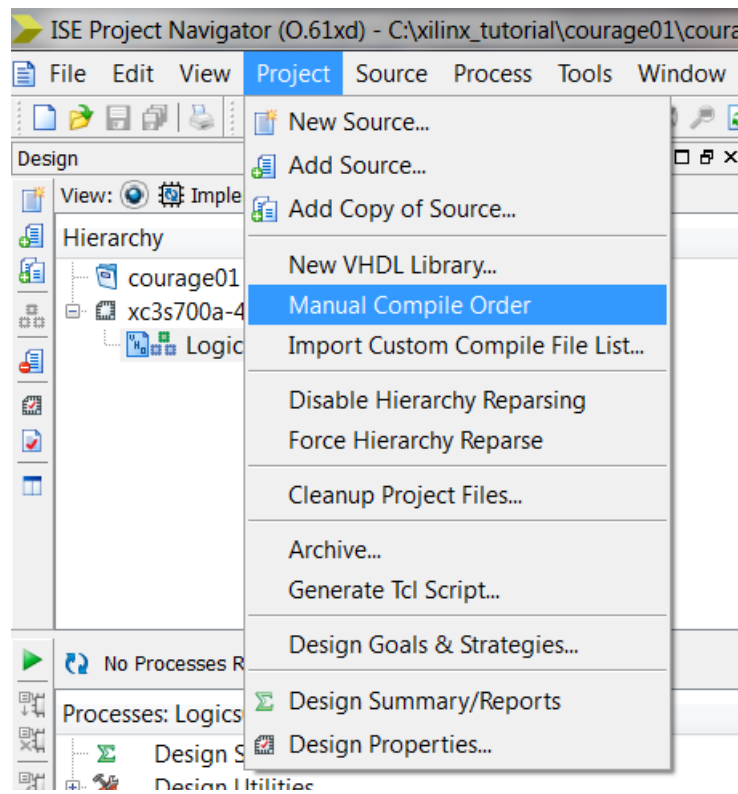 ISE Project Navigator (O.61xd) - C:\xilinx_tutorial\courage01\coura
File Edit View Project Source Process Tools Window
New Source...
Design
Add Source...
View: Imple
Add Copy of Source...
Hierarchy
New VHDL Library...
courage01
Manual Compile Order
xc3s700a-4
Import Custom Compile File List...
Logic
Disable Hierarchy Reparsing
Force Hierarchy Reparse
Cleanup Project Files...
Archive...
Generate Tcl Script...
Design Goals & Strategies...
No Processes R
Design Summary/Reports
Processes: Logics
Design Properties...
Design S
Design Utilities